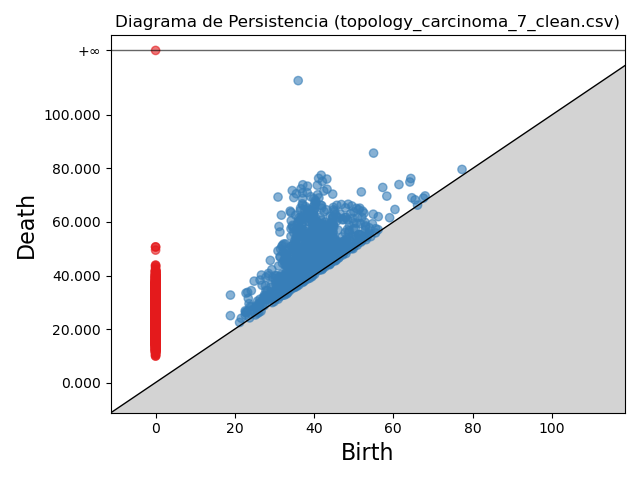 Diagrama de Persistencia (topology_carcinoma_7_clean.csv)
+∞
100.000
80.000
60.000
40.000
20.000
0.000
Death
0 20 40 60 80 100
Birth